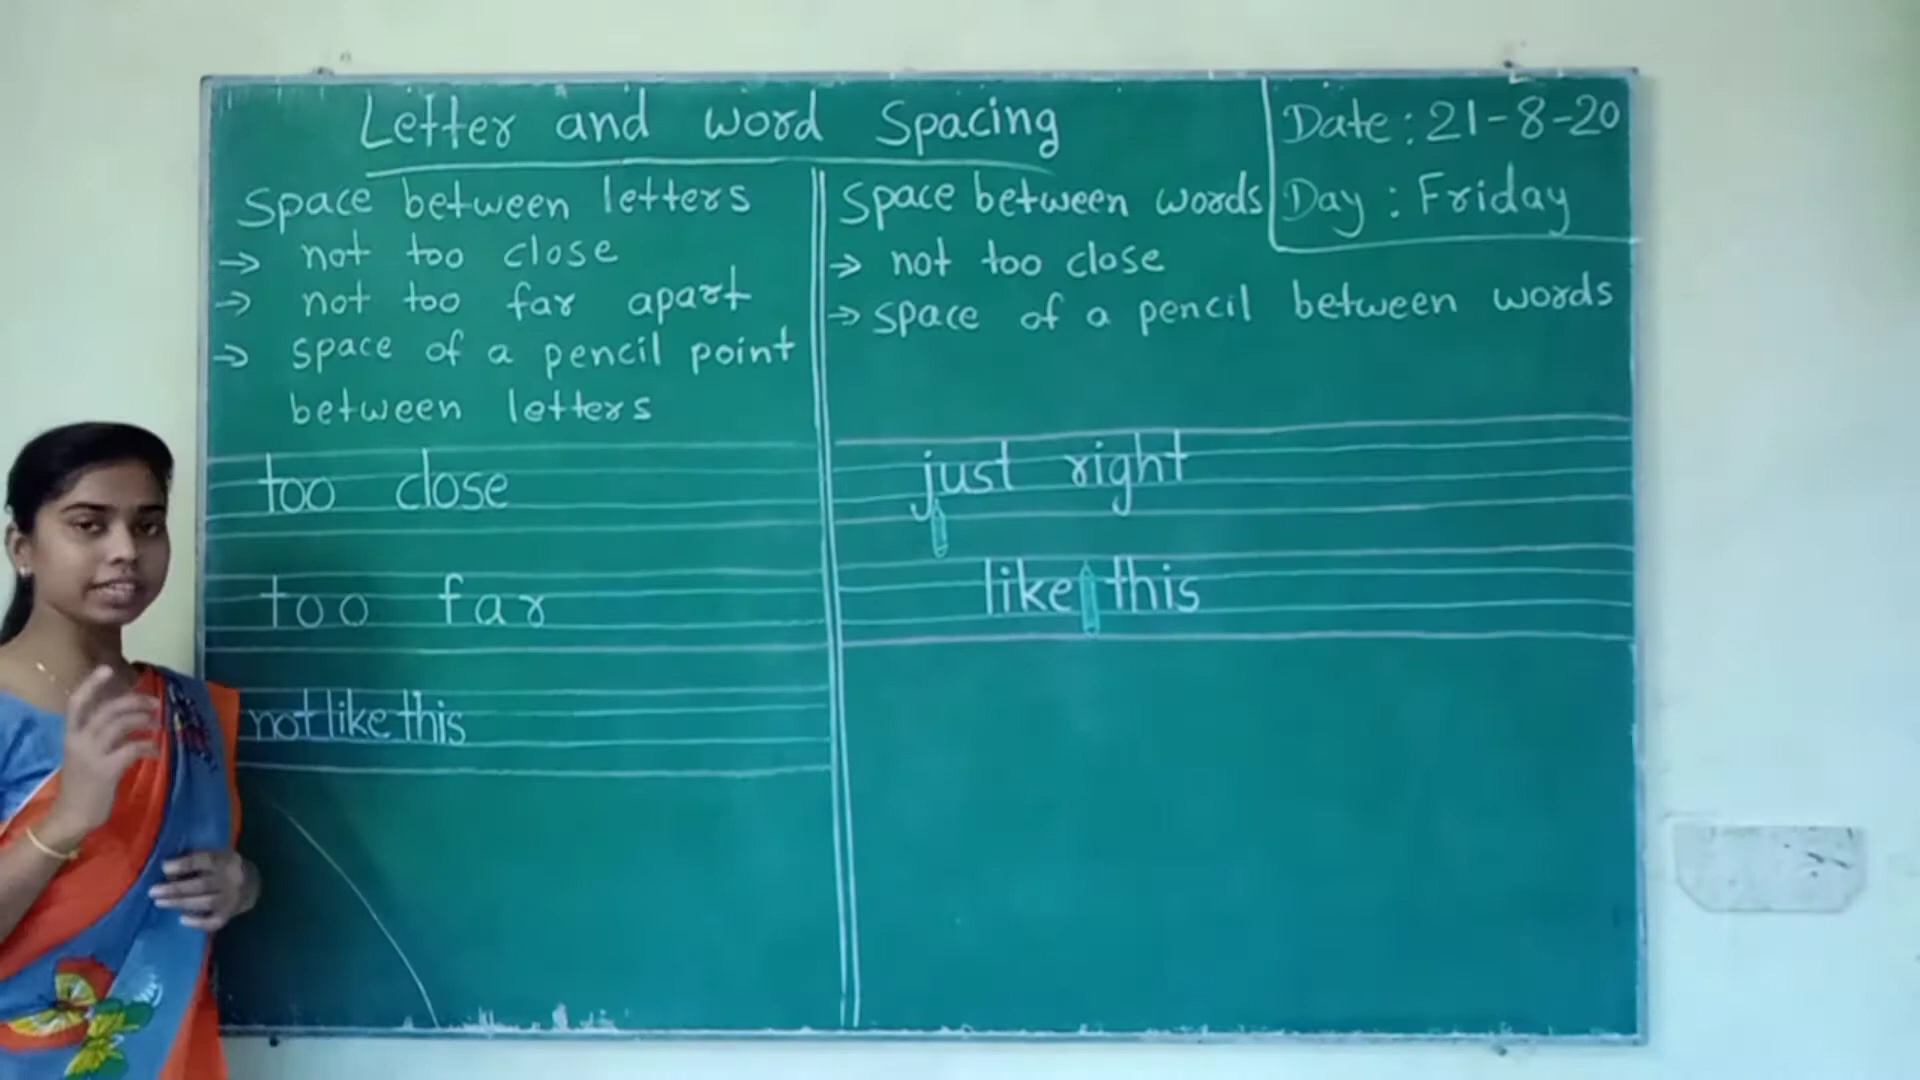 Letter and word Spacing
Date : 21-8-20
Day : Friday
Space between letters
→ not too close
→ not too far apart
→ space of a pencil point
between letters
too close
too far
not like this
Space between words
→ not too close
→ space of a pencil between words
just right
like this